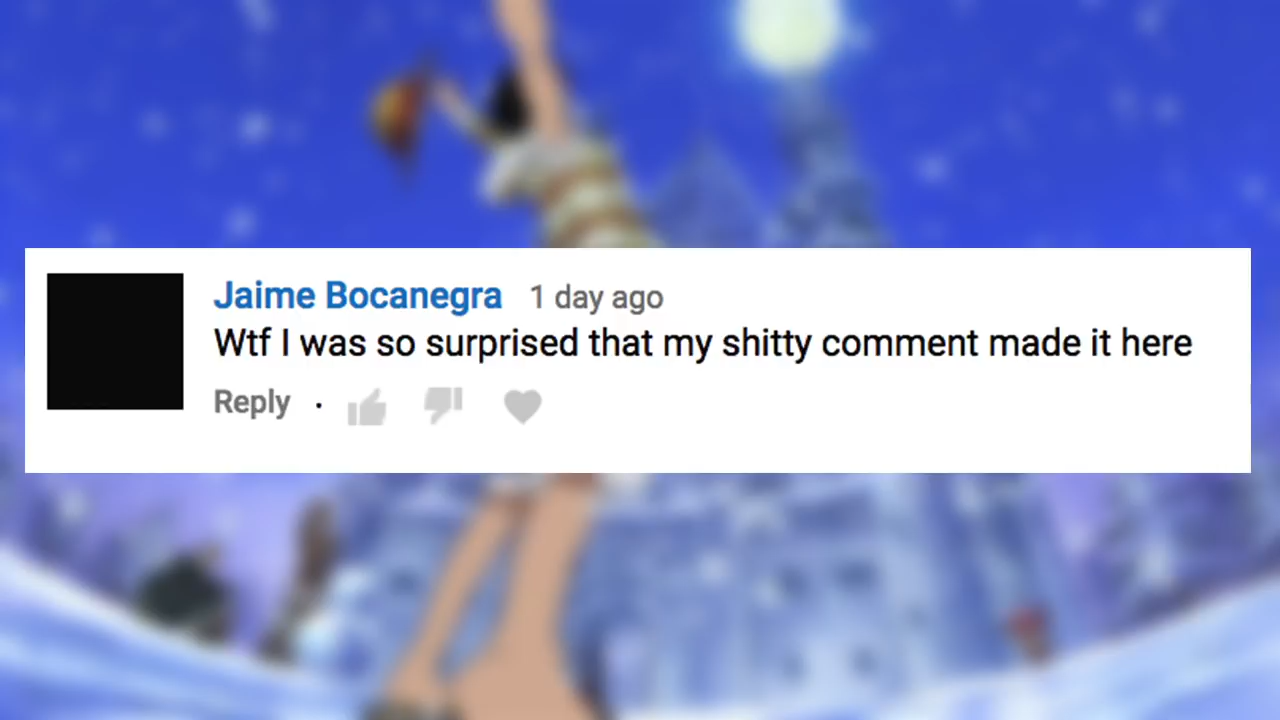 Jaime Bocanegra 1 day ago
Wtf I was so surprised that my shitty comment made it here
Reply ·